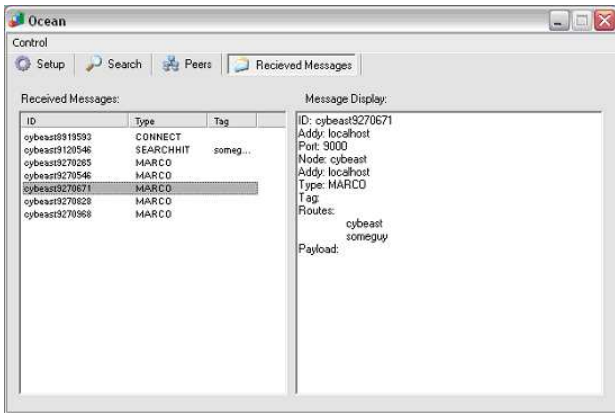 Ocean
Control
Setup Search Peers Recieved Messages
Received Messages:
ID Type Tag
cybeast8919593 CONNECT
cybeast9120546 SEARCHHIT someg...
cybeast9270265 MARCO
cybeast9270546 MARCO
cybeast9270671 MARCO
cybeast9270828 MARCO
cybeast9270968 MARCO
Message Display:
ID: cybeast9270671
Addy: localhost
Port: 9000
Node: cybeast
Addy: localhost
Type: MARCO
Tag:
Routes:
cybeast
someguy
Payload: